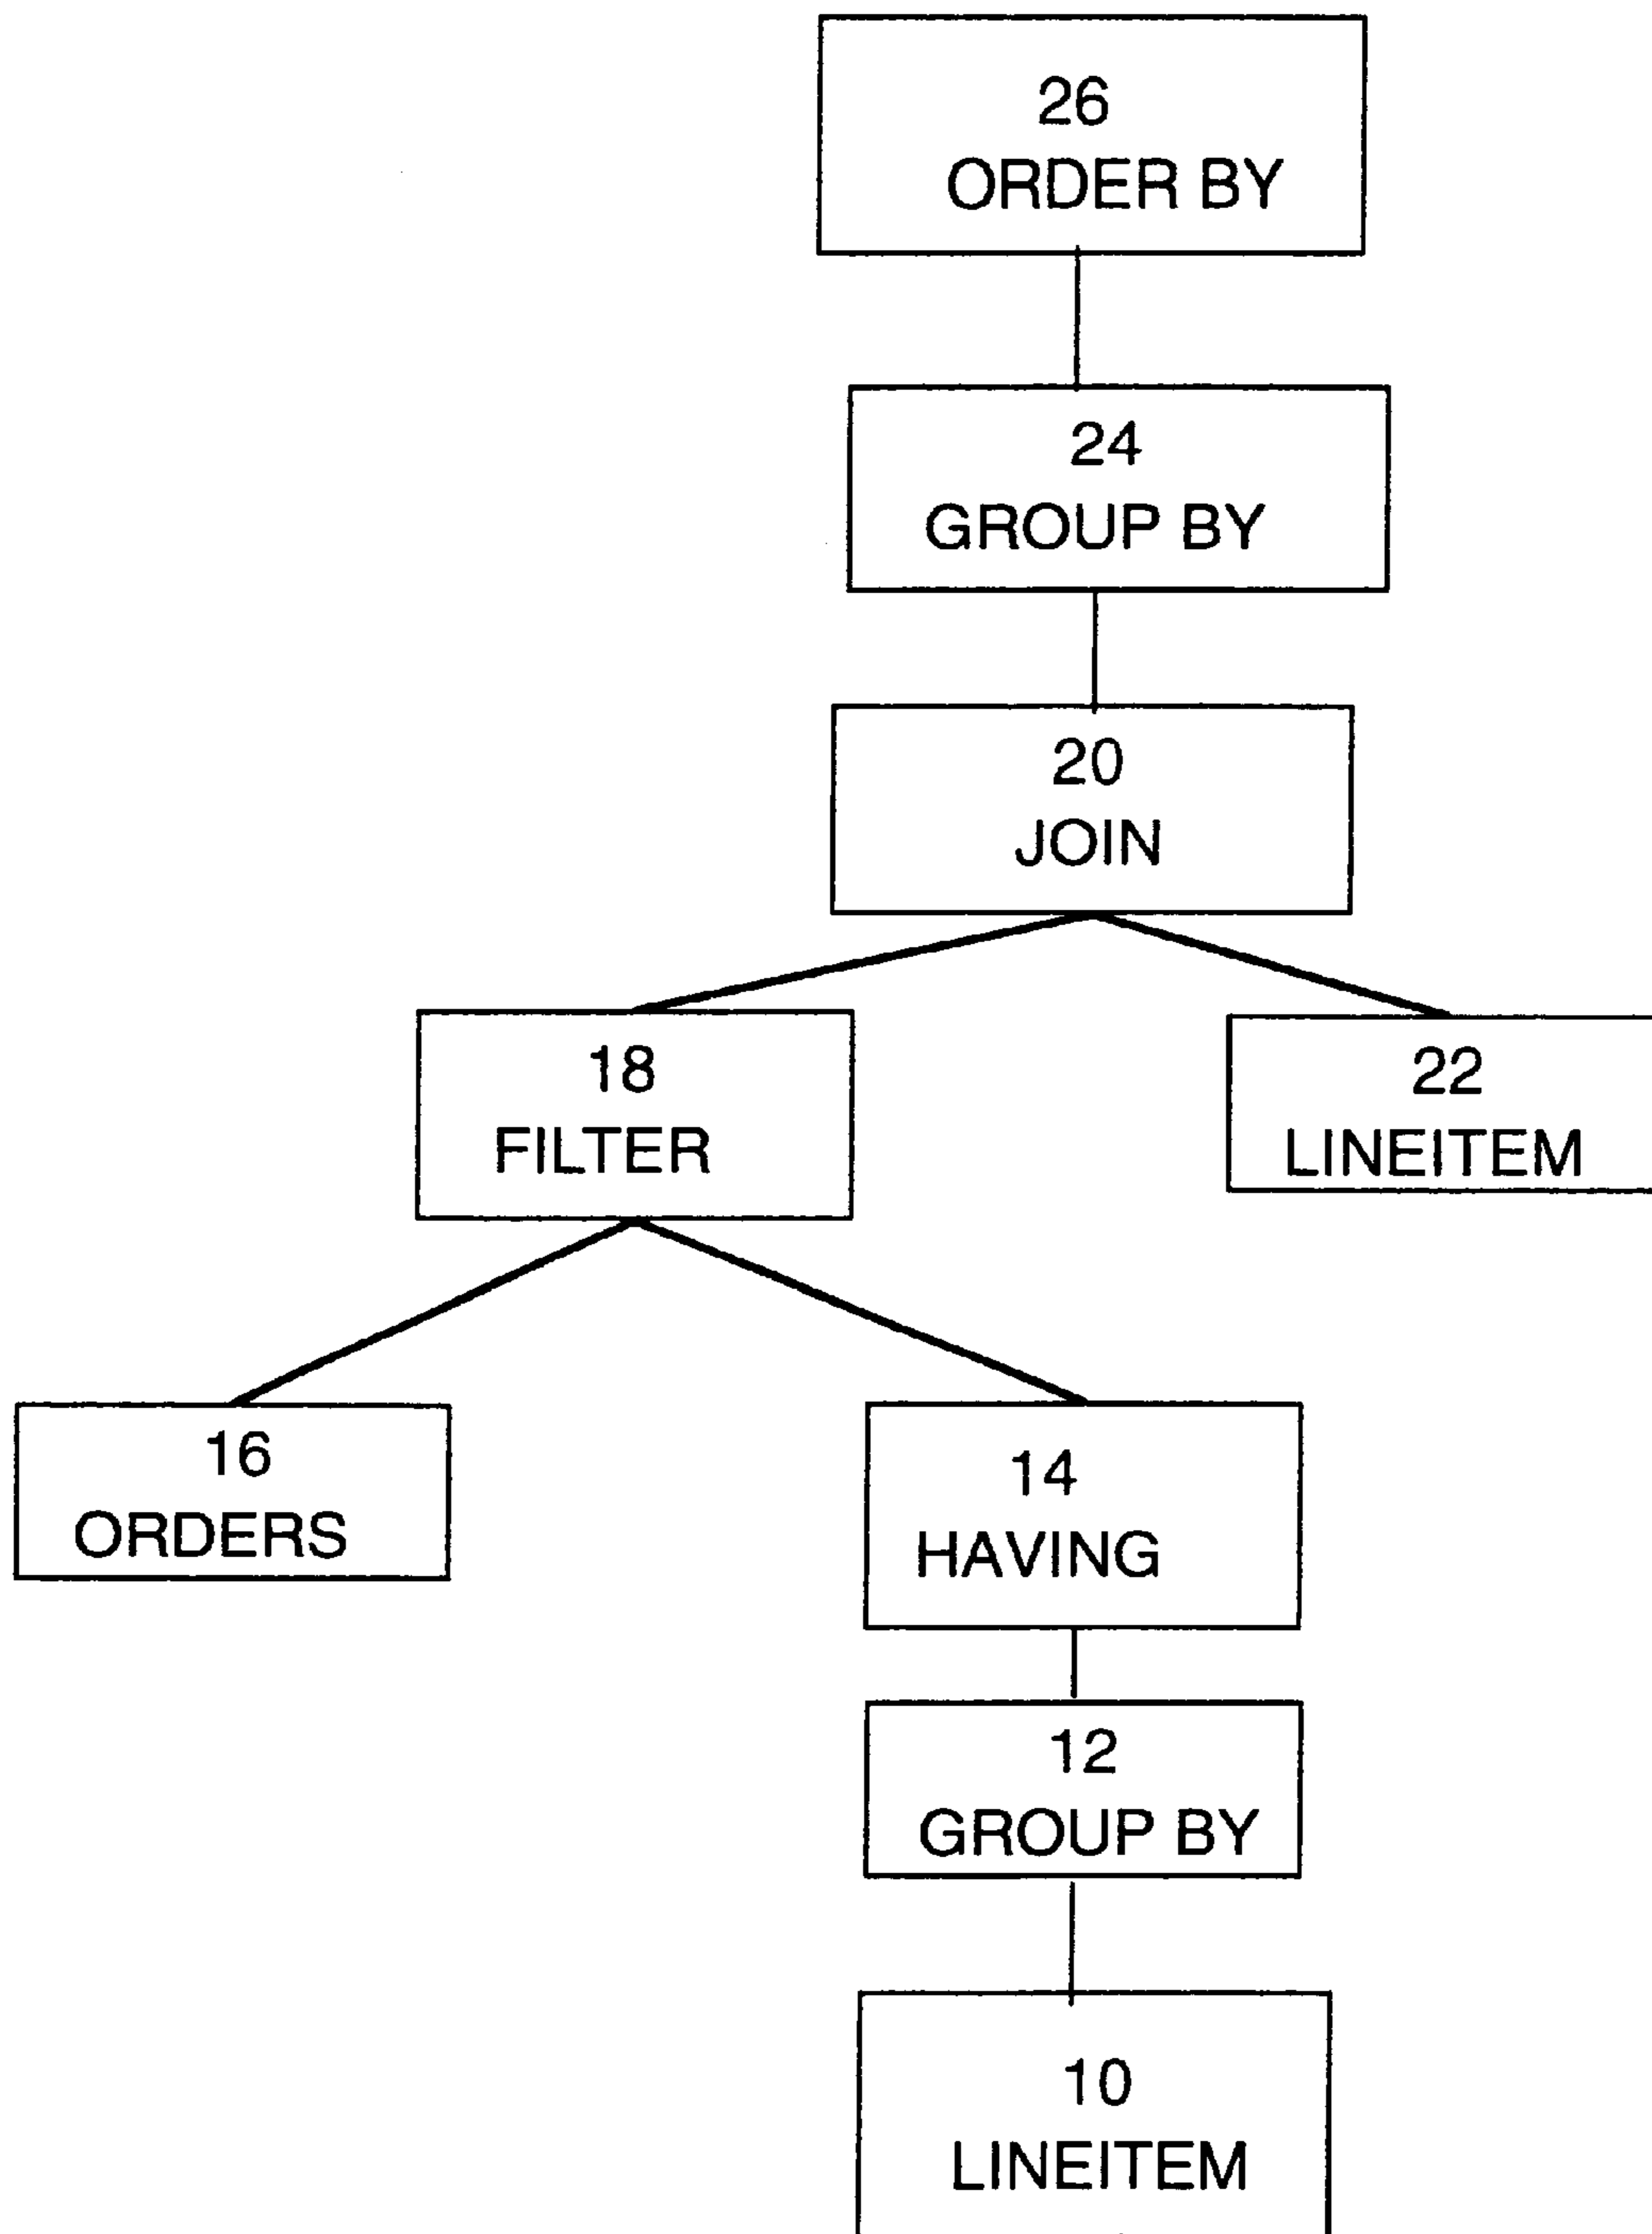 26
ORDER BY
24
GROUP BY
20
JOIN
18
FILTER
22
LINEITEM
16
ORDERS
14
HAVING
12
GROUP BY
10
LINEITEM